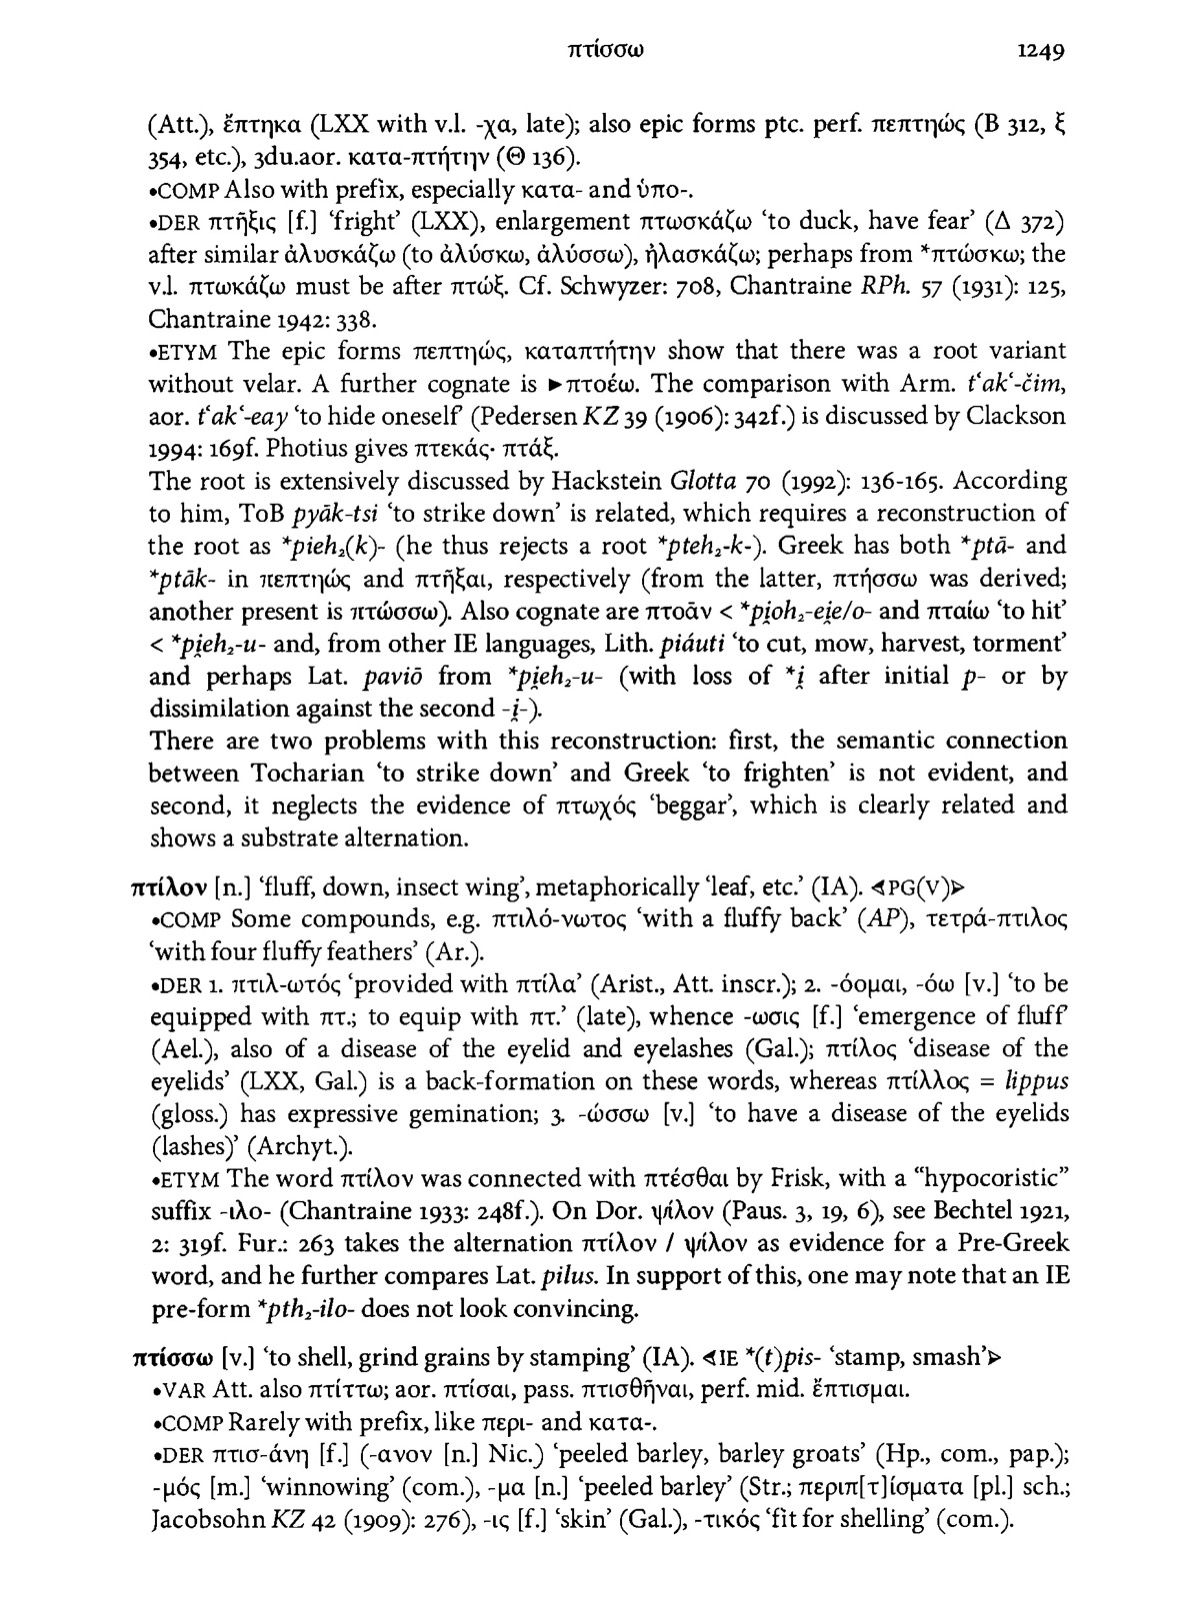 πτίσσω 1249
(Att.), ἔπτηκα (LXX with v.l. -χα, late); also epic forms ptc. perf. πεπτηώς (Β 312, ξ
354, etc.), 3du.aor. κατα-πτήτην (Θ 136).
•COMP Also with prefix, especially κατα- and ὑπο-.
•DER πτῆξις [f.] ‘fright’ (LXX), enlargement πτωσκάζω ‘to duck, have fear’ (Δ 372)
after similar ἀλυσκάζω (to ἀλύσκω, ἀλύσσω), ἠλασκάζω; perhaps from *πτώσκω; the
v.l. πτωκάζω must be after πτώξ. Cf. Schwyzer: 708, Chantraine RPh. 57 (1931): 125,
Chantraine 1942: 338.
•ETYM The epic forms πεπτηώς, καταπτήτην show that there was a root variant
without velar. A further cognate is ►πτοέω. The comparison with Arm. tʿakʿ-čim,
aor. tʿakʿ-eay ‘to hide oneself’ (Pedersen KZ 39 (1906): 342f.) is discussed by Clackson
1994: 169f. Photius gives πτεκάς· πτάξ.
The root is extensively discussed by Hackstein Glotta 70 (1992): 136-165. According
to him, ToB pyāk-tsi ‘to strike down’ is related, which requires a reconstruction of
the root as *pieh₂(k)- (he thus rejects a root *pteh₂-k-). Greek has both *ptā- and
*ptāk- in πεπτηώς and πτῆξαι, respectively (from the latter, πτήσσω was derived;
another present is πτώσσω). Also cognate are πτοᾶν < *pi̯oh₂-ei̯e/o- and πταίω ‘to hit’
< *pi̯eh₂-u- and, from other IE languages, Lith. piáuti ‘to cut, mow, harvest, torment’
and perhaps Lat. paviō from *pi̯eh₂-u- (with loss of *i̯ after initial p- or by
dissimilation against the second -i̯-).
There are two problems with this reconstruction: first, the semantic connection
between Tocharian ‘to strike down’ and Greek ‘to frighten’ is not evident, and
second, it neglects the evidence of πτωχός ‘beggar’, which is clearly related and
shows a substrate alternation.
πτίλον [n.] ‘fluff, down, insect wing’, metaphorically ‘leaf, etc.’ (IA). ⊲PG(V)⊳
•COMP Some compounds, e.g. πτιλό-νωτος ‘with a fluffy back’ (AP), τετρά-πτιλος
‘with four fluffy feathers’ (Ar.).
•DER 1. πτιλ-ωτός ‘provided with πτίλα’ (Arist., Att. inscr.); 2. -όομαι, -όω [v.] ‘to be
equipped with πτ.; to equip with πτ.’ (late), whence -ωσις [f.] ‘emergence of fluff’
(Ael.), also of a disease of the eyelid and eyelashes (Gal.); πτίλος ‘disease of the
eyelids’ (LXX, Gal.) is a back-formation on these words, whereas πτίλλος = lippus
(gloss.) has expressive gemination; 3. -ώσσω [v.] ‘to have a disease of the eyelids
(lashes)’ (Archyt.).
•ETYM The word πτίλον was connected with πτέσθαι by Frisk, with a “hypocoristic”
suffix -ιλο- (Chantraine 1933: 248f.). On Dor. ψίλον (Paus. 3, 19, 6), see Bechtel 1921,
2: 319f. Fur.: 263 takes the alternation πτίλον / ψίλον as evidence for a Pre-Greek
word, and he further compares Lat. pilus. In support of this, one may note that an IE
pre-form *pth₂-ilo- does not look convincing.
πτίσσω [v.] ‘to shell, grind grains by stamping’ (IA). ⊲IE *(t)pis- ‘stamp, smash’⊳
•VAR Att. also πτίττω; aor. πτίσαι, pass. πτισθῆναι, perf. mid. ἔπτισμαι.
•COMP Rarely with prefix, like περι- and κατα-.
•DER πτισ-άνη [f.] (-ανον [n.] Nic.) ‘peeled barley, barley groats’ (Hp., com., pap.);
-μός [m.] ‘winnowing’ (com.), -μα [n.] ‘peeled barley’ (Str.; περιπ[τ]ίσματα [pl.] sch.;
Jacobsohn KZ 42 (1909): 276), -ις [f.] ‘skin’ (Gal.), -τικός ‘fit for shelling’ (com.).